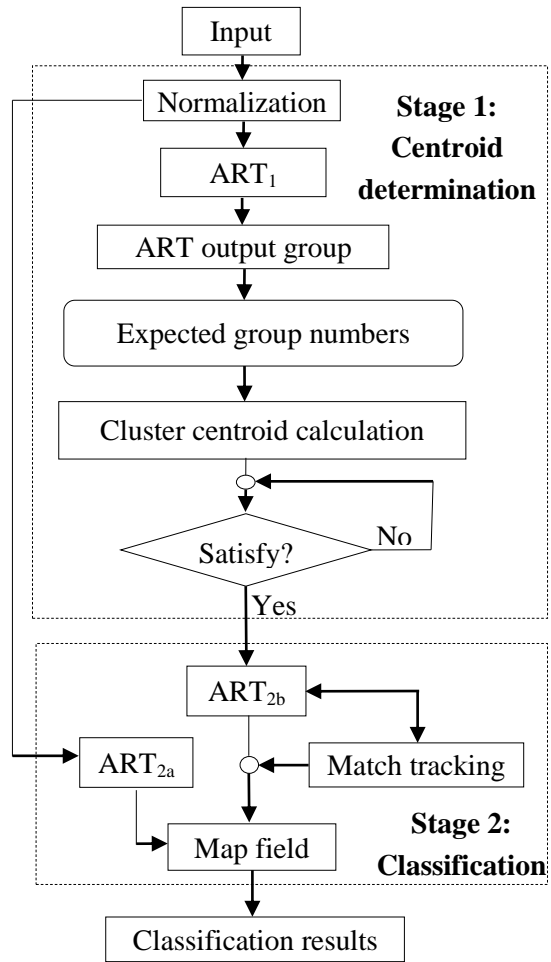 Input
Normalization
Stage 1:
Centroid
determination
ART₁
ART output group
Expected group numbers
Cluster centroid calculation
No
Satisfy?
Yes
ART₂b
ART₂a
Match tracking
Stage 2:
Classification
Map field
Classification results